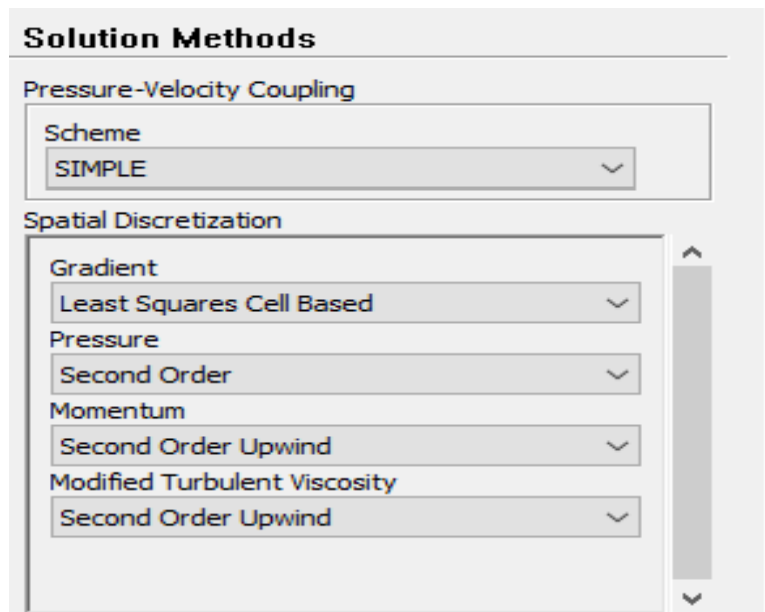 Solution Methods
Pressure-Velocity Coupling
Scheme
SIMPLE
Spatial Discretization
Gradient
Least Squares Cell Based
Pressure
Second Order
Momentum
Second Order Upwind
Modified Turbulent Viscosity
Second Order Upwind